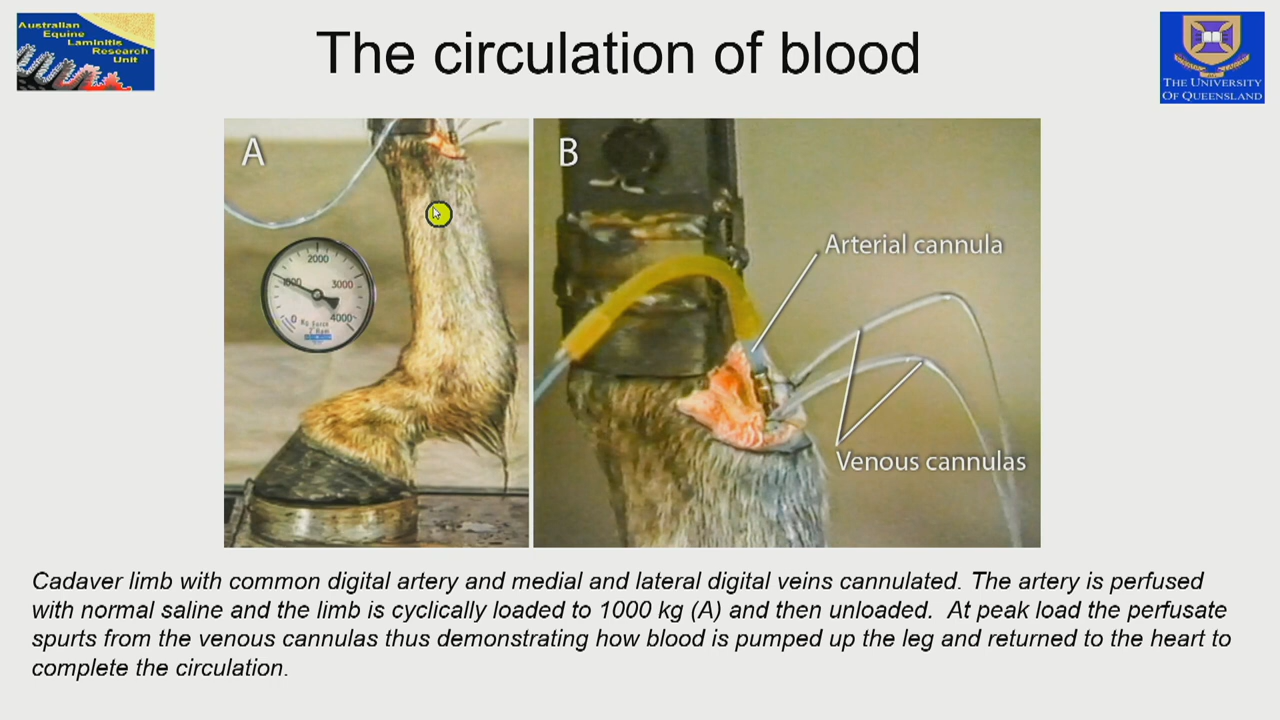 Australian
Equine
Laminitis
Research
Unit
The circulation of blood
THE UNIVERSITY
OF QUEENSLAND
A
B
2000
1000
3000
0
4000
Kg Force
Arterial cannula
Venous cannulas
Cadaver limb with common digital artery and medial and lateral digital veins cannulated. The artery is perfused
with normal saline and the limb is cyclically loaded to 1000 kg (A) and then unloaded. At peak load the perfusate
spurts from the venous cannulas thus demonstrating how blood is pumped up the leg and returned to the heart to
complete the circulation.